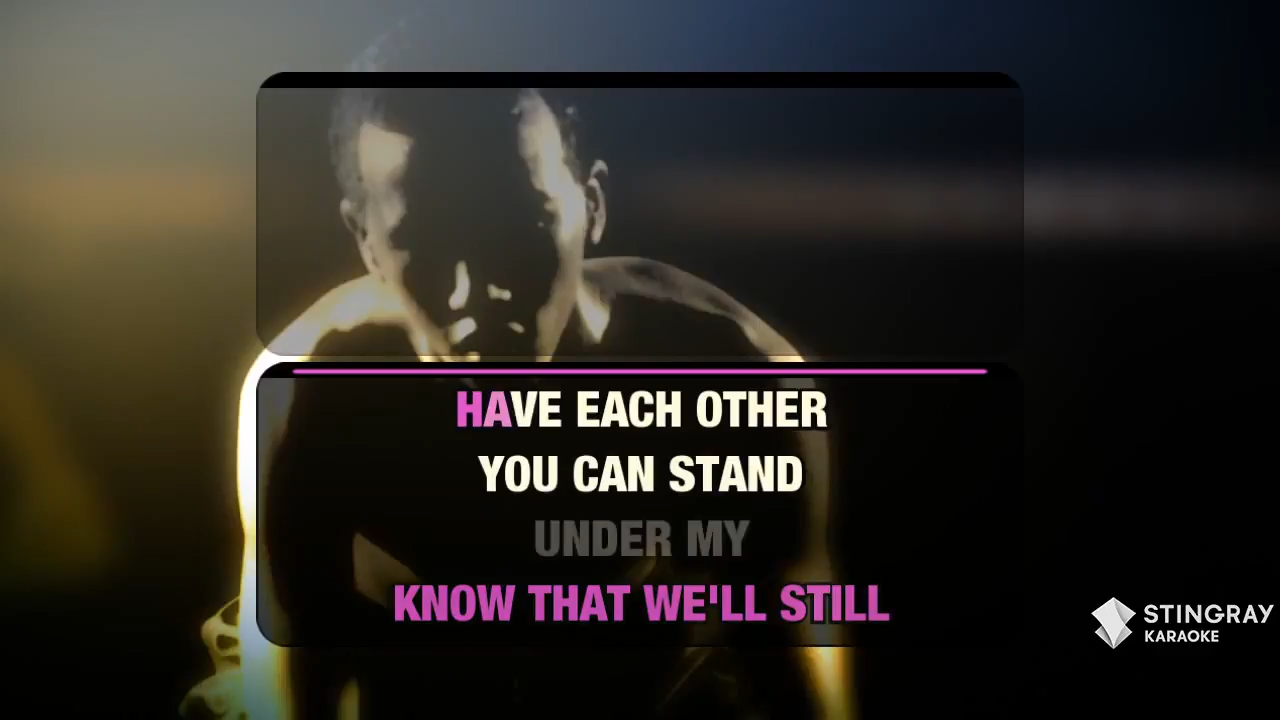 HAVE EACH OTHER
YOU CAN STAND
UNDER MY
KNOW THAT WE'LL STILL
STINGRAY
KARAOKE